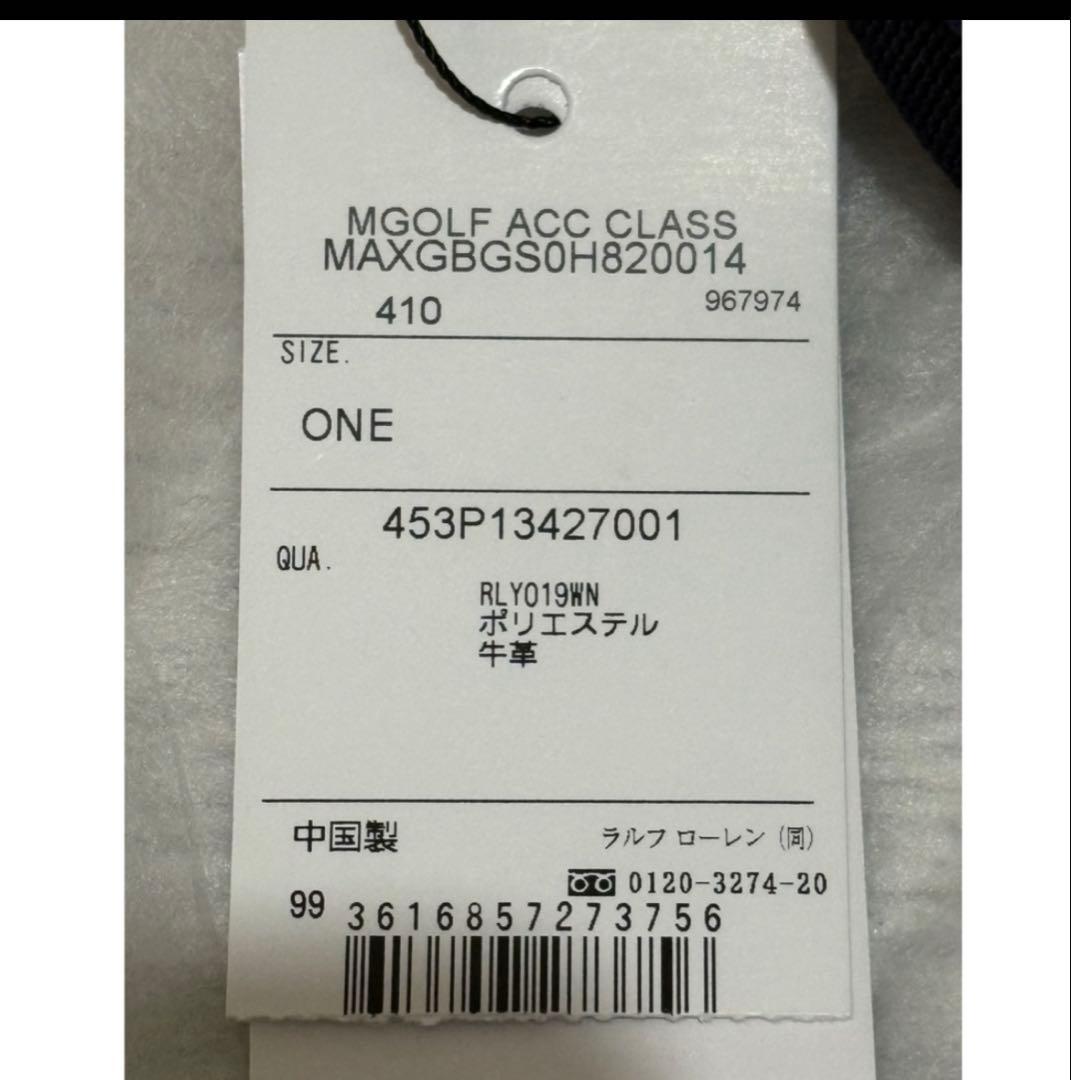 MGOLF ACC CLASS
MAXGBGS0H820014
410 967974
SIZE.
ONE
453P13427001
QUA.
RLY019WN
ポリエステル
牛革
中国製 ラルフ ローレン (同)
0120-3274-20
99 3616857273756